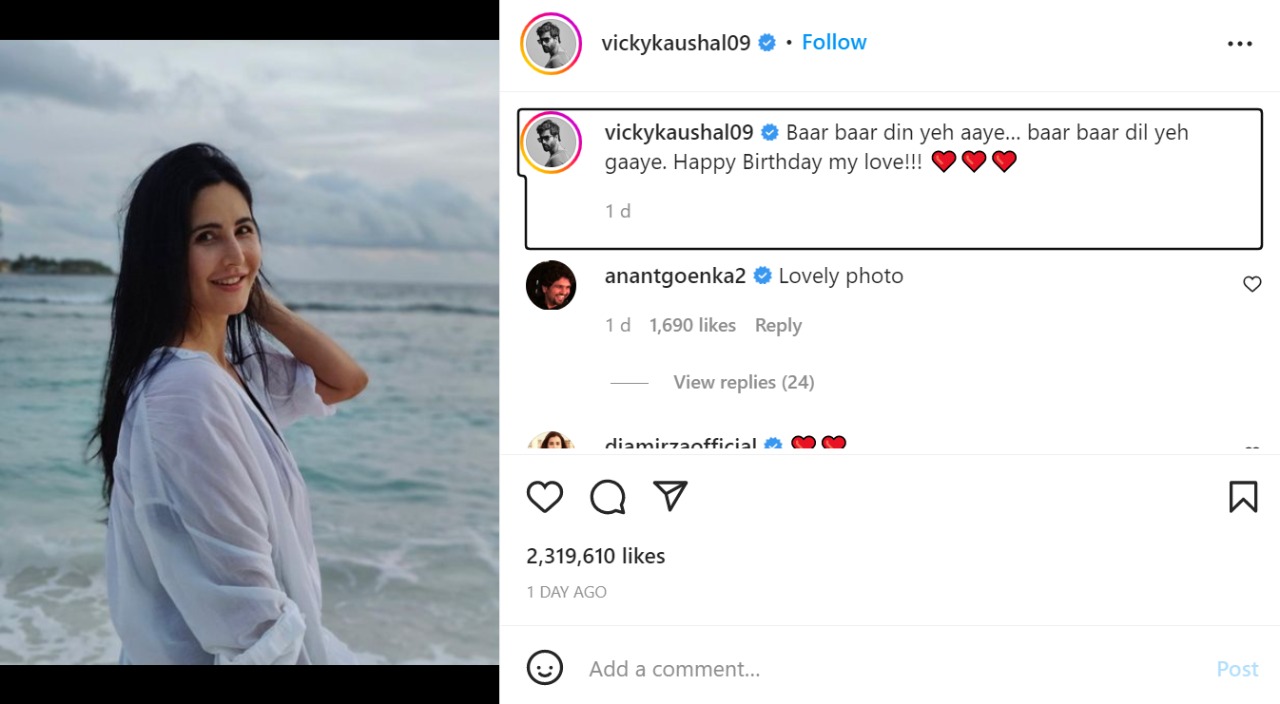 vickykaushal09 • Follow
vickykaushal09 Baar baar din yeh aaye... baar baar dil yeh
gaaye. Happy Birthday my love!!! ❤️❤️❤️
1 d
anantgoenka2 Lovely photo
1 d 1,690 likes Reply
View replies (24)
diamirzaofficial ❤️❤️
2,319,610 likes
1 DAY AGO
Add a comment... Post